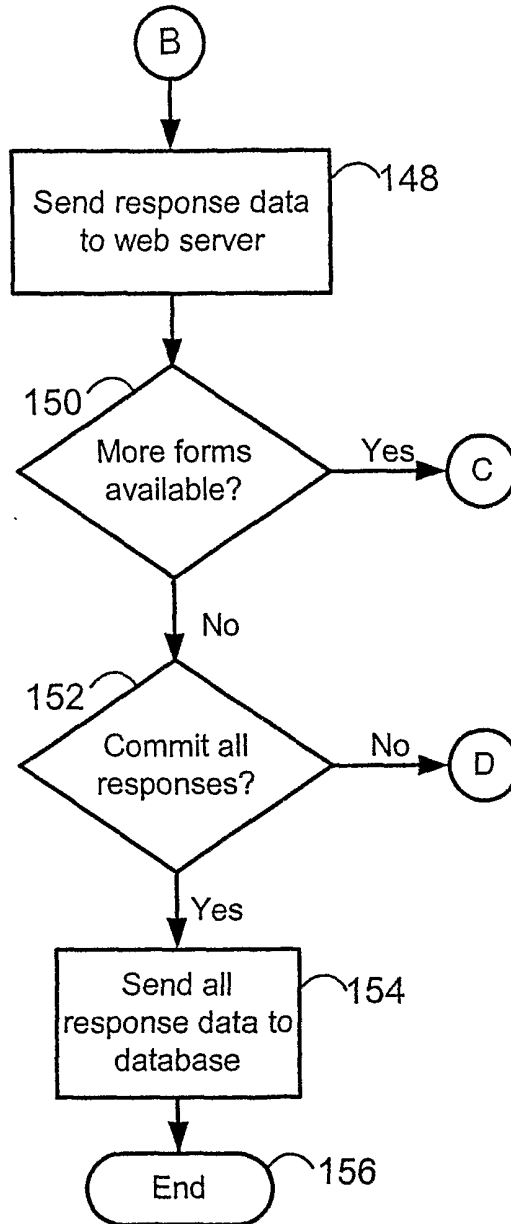 B
148
Send response data
to web server
150
More forms
available?
Yes
C
No
152
Commit all
responses?
No
D
Yes
Send all
response data to
database
154
End
156